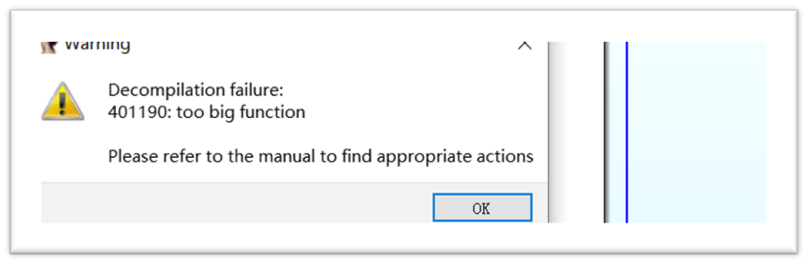 Warning
Decompilation failure:
401190: too big function
Please refer to the manual to find appropriate actions
OK